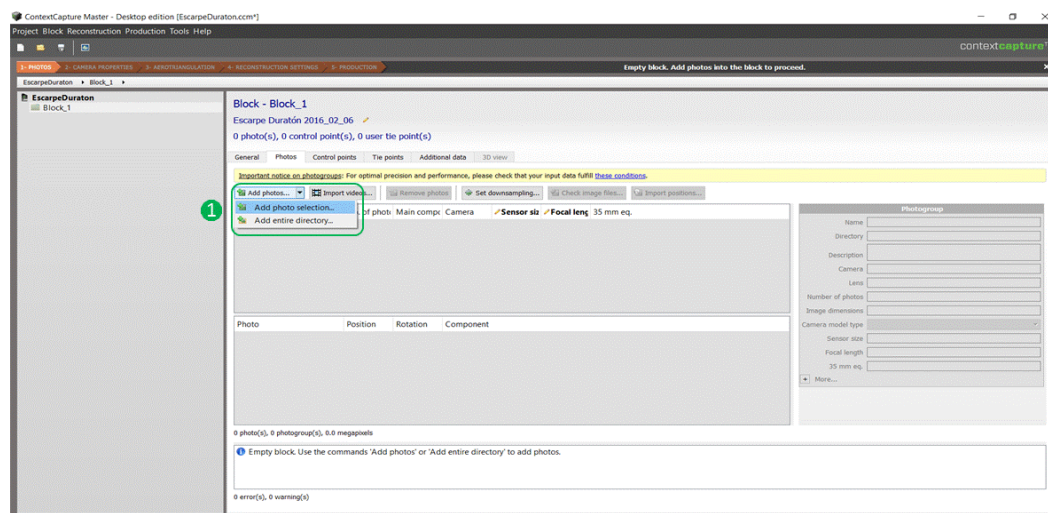 ContextCapture Master - Desktop edition [EscarpeDuraton.ccm*]
Project Block Reconstruction Production Tools Help
contextcapture
1- PHOTOS 2- CAMERA PROPERTIES 3- AEROTRIANGULATION 4- RECONSTRUCTION SETTINGS 5- PRODUCTION Empty block. Add photos into the block to proceed.
EscarpeDuraton Block_1
EscarpeDuraton
Block_1
Block - Block_1
Escarpe Duratón 2016_02_06
0 photo(s), 0 control point(s), 0 user tie point(s)
General Photos Control points Tie points Additional data 3D view
Important notice on photogroups: For optimal precision and performance, please check that your input data fulfill these conditions.
Add photos... Import videos... Remove photos Set downsampling... Check image files... Import positions...
1
Add photo selection...
Add entire directory...
of phot Main compo Camera Sensor siz Focal leng 35 mm eq.
Photogroup
Name
Directory
Description
Camera
Lens
Number of photos
Image dimensions
Camera model type
Sensor size
Focal length
35 mm eq.
+ More...
Photo Position Rotation Component
0 photo(s), 0 photogroup(s), 0.0 megapixels
Empty block. Use the commands 'Add photos' or 'Add entire directory' to add photos.
0 error(s), 0 warning(s)